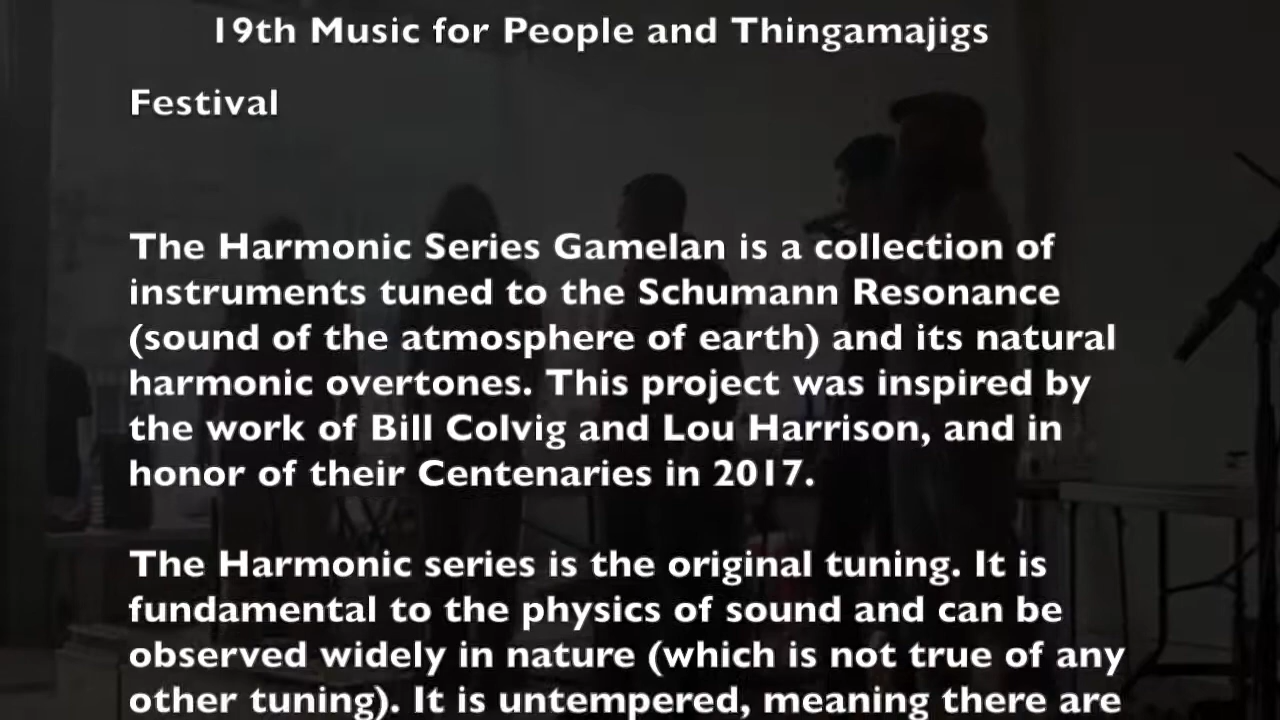 19th Music for People and Thingamajigs
Festival
The Harmonic Series Gamelan is a collection of
instruments tuned to the Schumann Resonance
(sound of the atmosphere of earth) and its natural
harmonic overtones. This project was inspired by
the work of Bill Colvig and Lou Harrison, and in
honor of their Centenaries in 2017.
The Harmonic series is the original tuning. It is
fundamental to the physics of sound and can be
observed widely in nature (which is not true of any
other tuning). It is untempered, meaning there are